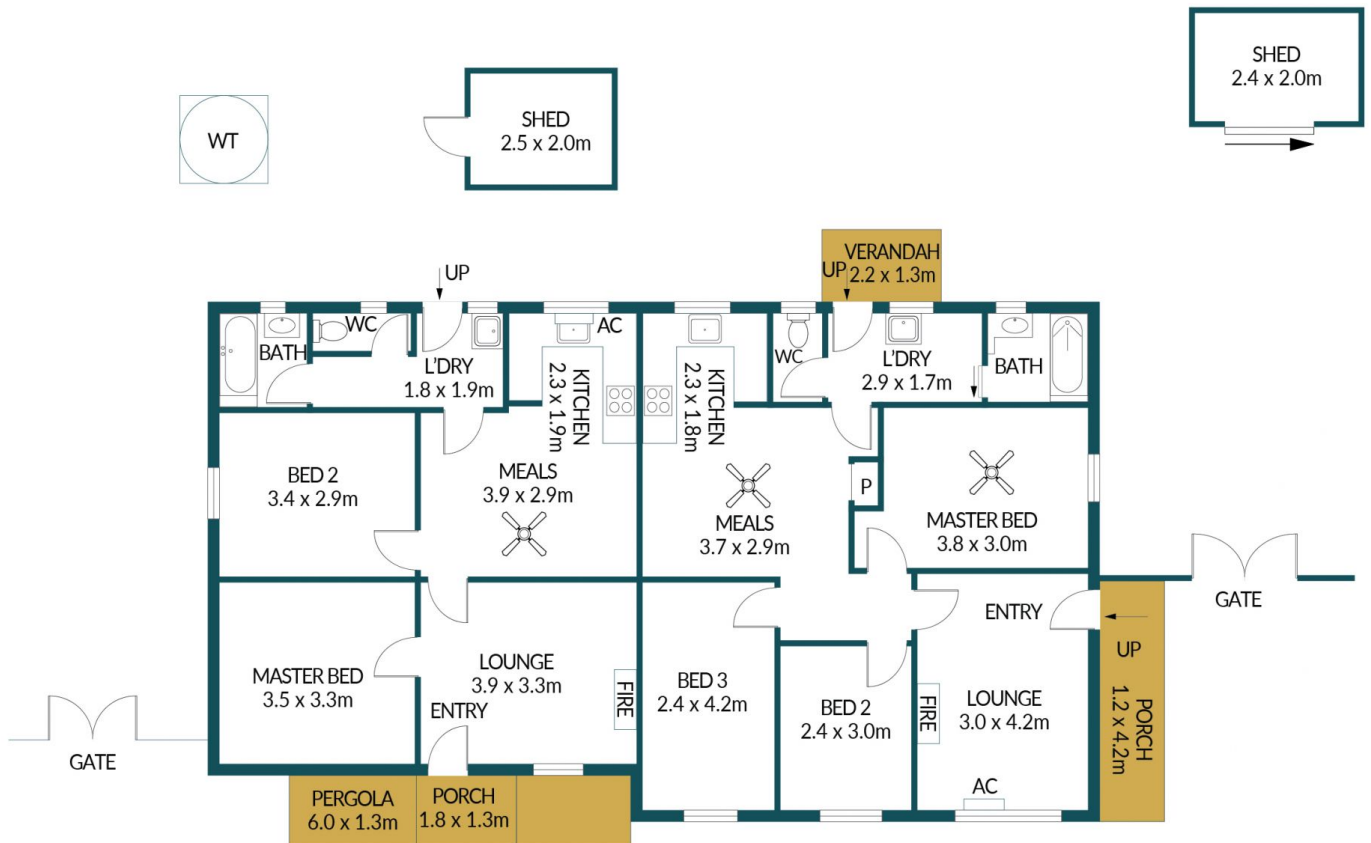 SHED
2.4 x 2.0m
WT
SHED
2.5 x 2.0m
VERANDAH
2.2 x 1.3m
UP
UP
WC
BATH
L'DRY
1.8 x 1.9m
AC
KITCHEN
2.3 x 1.9m
KITCHEN
2.3 x 1.8m
WC
L'DRY
2.9 x 1.7m
BATH
BED 2
3.4 x 2.9m
MEALS
3.9 x 2.9m
MEALS
3.7 x 2.9m
P
MASTER BED
3.8 x 3.0m
GATE
ENTRY
UP
MASTER BED
3.5 x 3.3m
LOUNGE
3.9 x 3.3m
FIRE
BED 3
2.4 x 4.2m
BED 2
2.4 x 3.0m
FIRE
LOUNGE
3.0 x 4.2m
PORCH
1.2 x 4.2m
ENTRY
GATE
AC
PERGOLA
6.0 x 1.3m
PORCH
1.8 x 1.3m